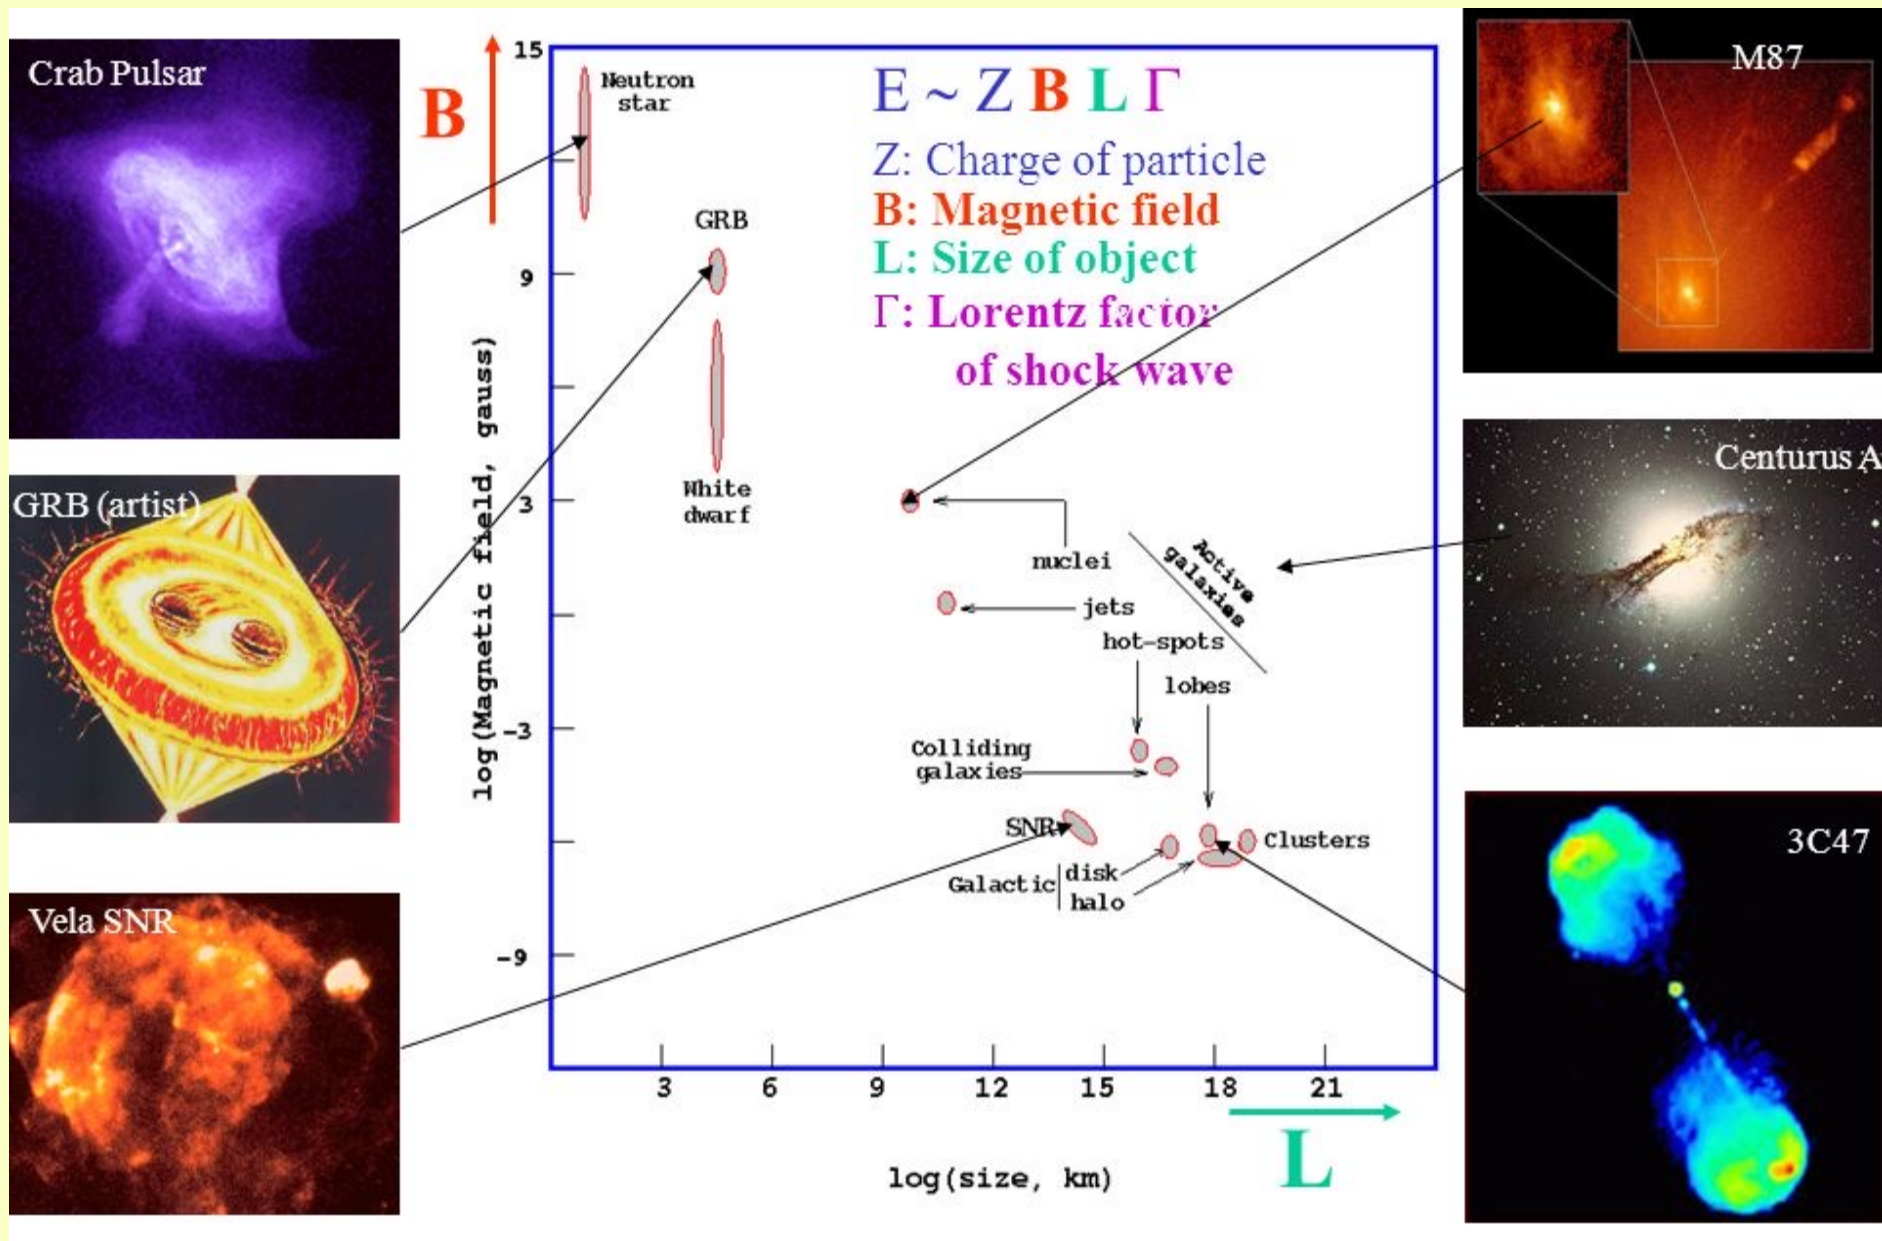 Crab Pulsar
GRB (artist)
Vela SNR
B
15
9
3
-3
-9
log(Magnetic field, gauss)
Neutron
star
GRB
White
dwarf
E ~ Z B L Γ
Z: Charge of particle
B: Magnetic field
L: Size of object
Γ: Lorentz factor
of shock wave
nuclei
jets
Active
galaxies
hot-spots
lobes
Colliding
galaxies
SNR
Galactic
disk
halo
Clusters
3 6 9 12 15 18 21
log(size, km)
L
M87
Centurus A
3C47